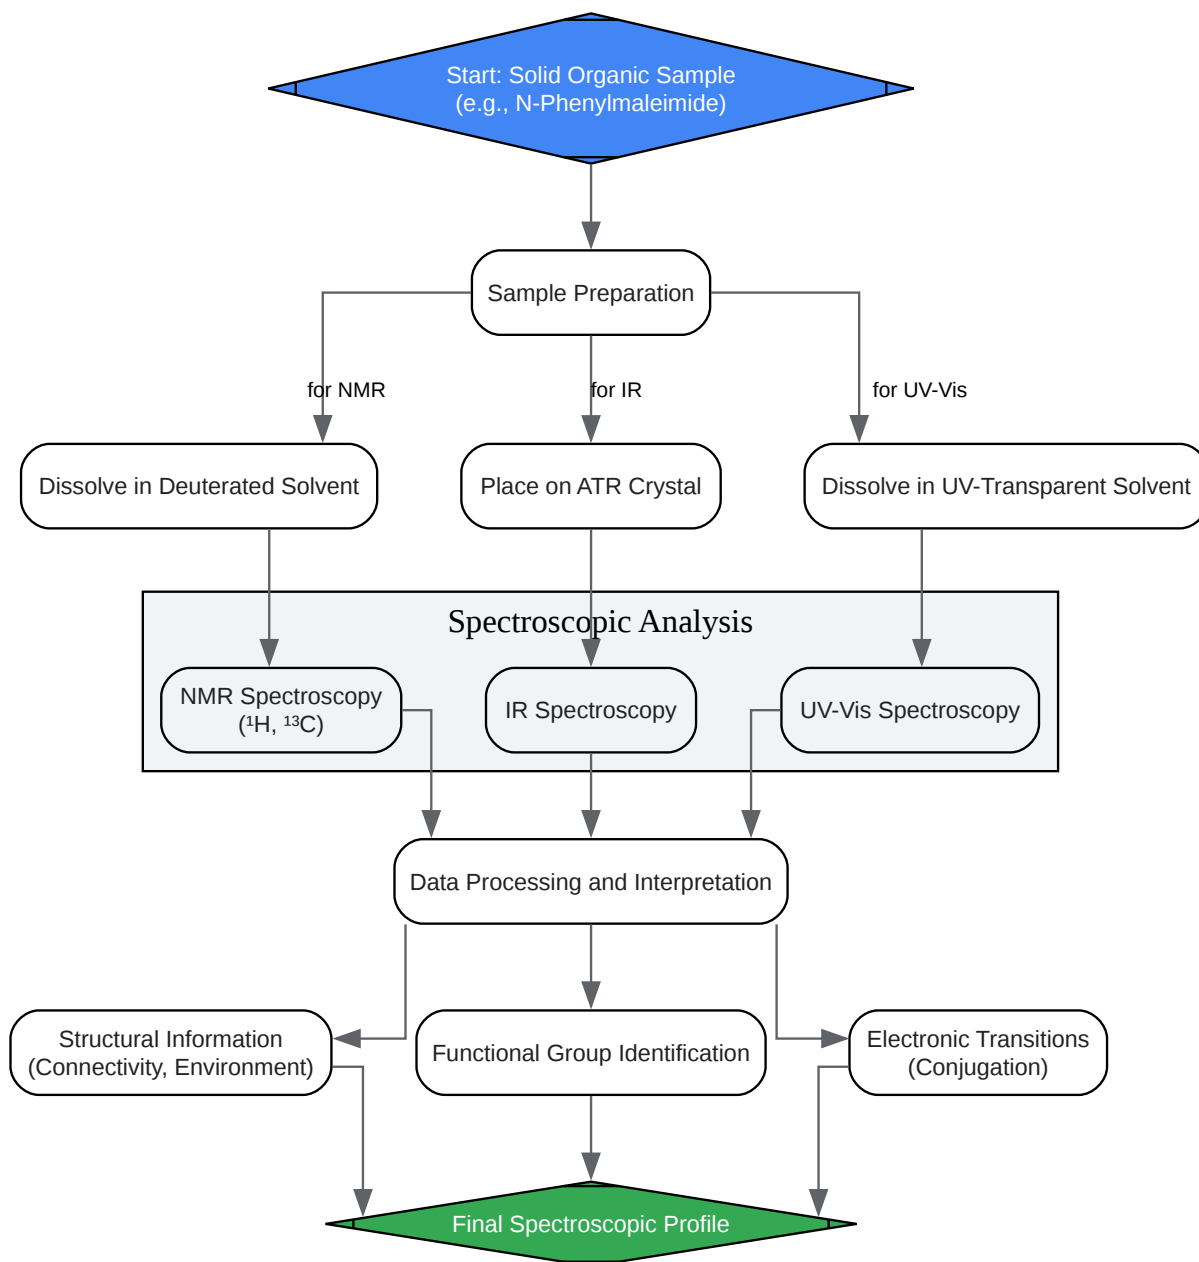 Start: Solid Organic Sample
(e.g., N-Phenylmaleimide)
Sample Preparation
for NMR
for IR
for UV-Vis
Dissolve in Deuterated Solvent
Place on ATR Crystal
Dissolve in UV-Transparent Solvent
Spectroscopic Analysis
NMR Spectroscopy
(¹H, ¹³C)
IR Spectroscopy
UV-Vis Spectroscopy
Data Processing and Interpretation
Structural Information
(Connectivity, Environment)
Functional Group Identification
Electronic Transitions
(Conjugation)
Final Spectroscopic Profile